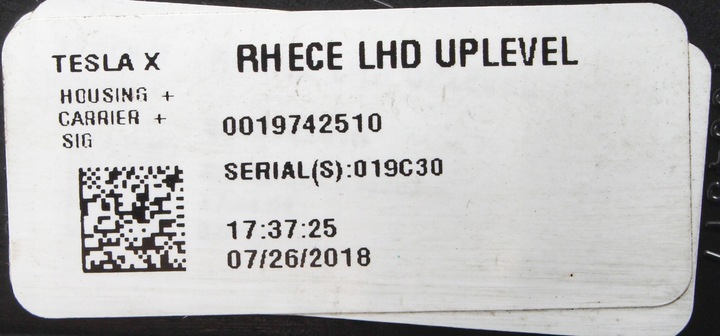 TESLA X
RHECE LHD UPLEVEL
HOUSING +
CARRIER +
SIG
0019742510
SERIAL(S):019C30
17:37:25
07/26/2018